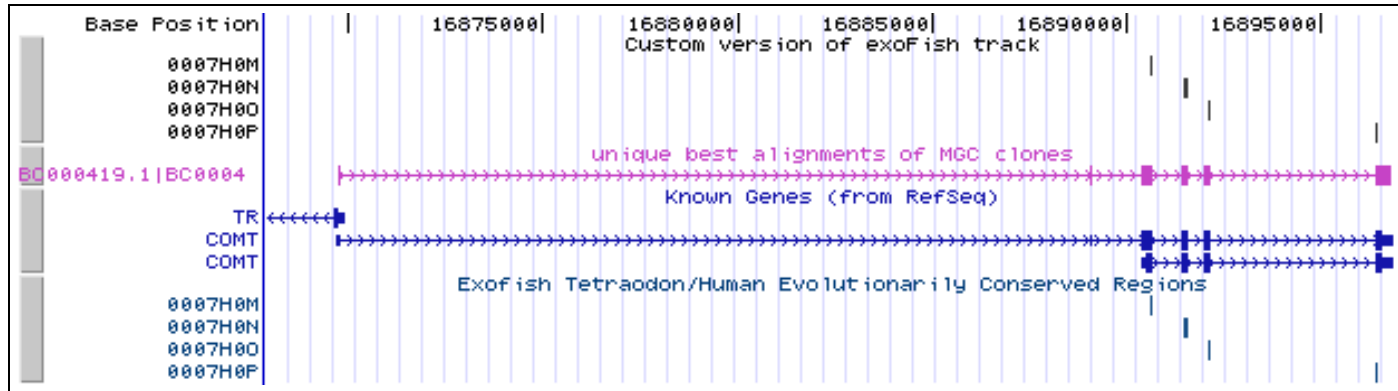 Base Position | 16875000| 16880000| 16885000| 16890000| 16895000|
Custom version of exoFish track
0007H0M
0007H0N
0007H0O
0007H0P
unique best alignments of MGC clones
BC000419.1|BC0004
Known Genes (from RefSeq)
TR
COMT
COMT
Exofish Tetraodon/Human Evolutionarily Conserved Regions
0007H0M
0007H0N
0007H0O
0007H0P